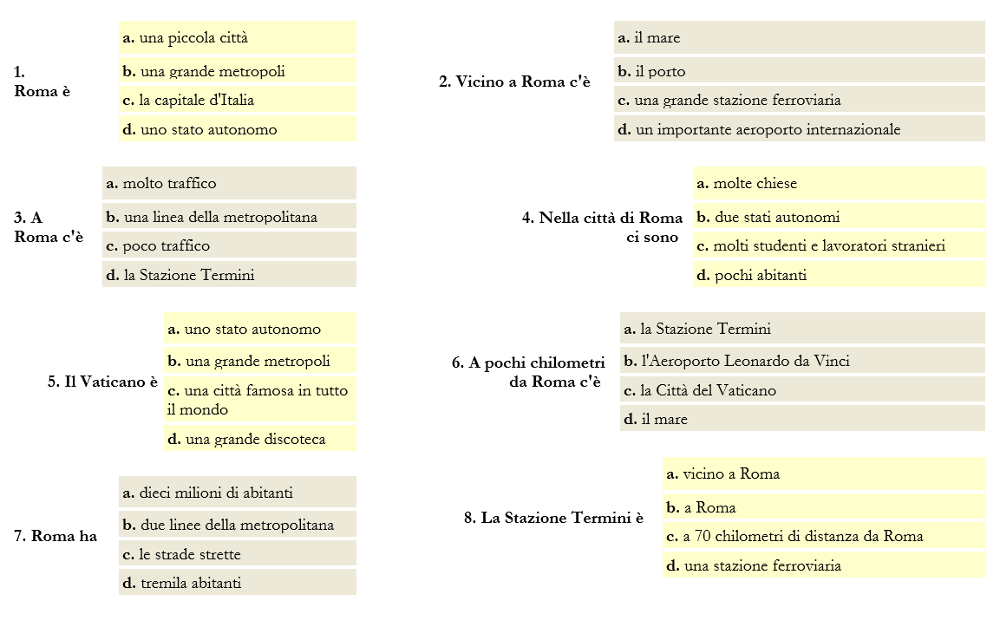 1.
Roma è
a. una piccola città
b. una grande metropoli
c. la capitale d'Italia
d. uno stato autonomo
2. Vicino a Roma c'è
a. il mare
b. il porto
c. una grande stazione ferroviaria
d. un importante aeroporto internazionale
3. A
Roma c'è
a. molto traffico
b. una linea della metropolitana
c. poco traffico
d. la Stazione Termini
4. Nella città di Roma
ci sono
a. molte chiese
b. due stati autonomi
c. molti studenti e lavoratori stranieri
d. pochi abitanti
5. Il Vaticano è
a. uno stato autonomo
b. una grande metropoli
c. una città famosa in tutto
il mondo
d. una grande discoteca
6. A pochi chilometri
da Roma c'è
a. la Stazione Termini
b. l'Aeroporto Leonardo da Vinci
c. la Città del Vaticano
d. il mare
7. Roma ha
a. dieci milioni di abitanti
b. due linee della metropolitana
c. le strade strette
d. tremila abitanti
8. La Stazione Termini è
a. vicino a Roma
b. a Roma
c. a 70 chilometri di distanza da Roma
d. una stazione ferroviaria